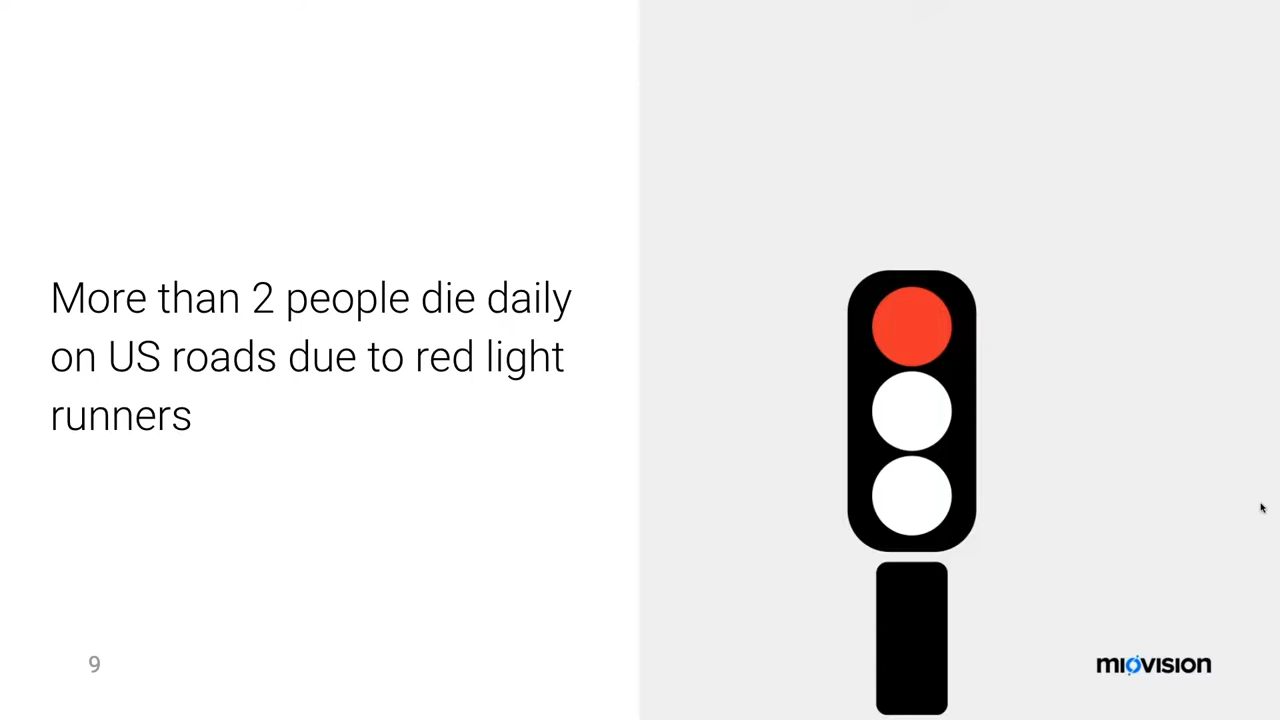 More than 2 people die daily
on US roads due to red light
runners
9
miovision